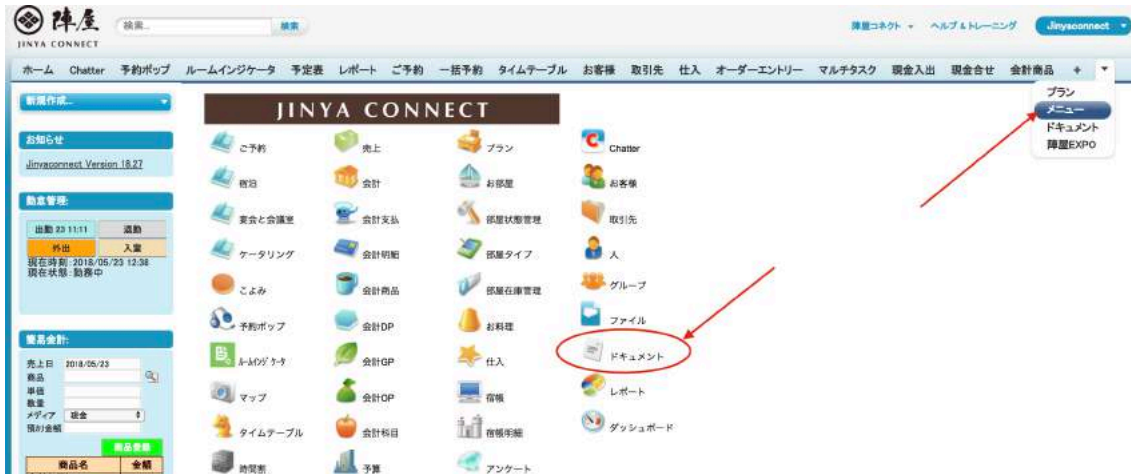 陣屋
JINYA CONNECT
検索...
検索
陣屋コネクト
ヘルプ & トレーニング
Jinyaconnect
ホーム Chatter 予約ポップ ルームインジケータ 予定表 レポート ご予約 一括予約 タイムテーブル お客様 取引先 仕入 オーダーエントリー マルチタスク 現金入出 現金合せ 会計商品 +
プラン
メニュー
ドキュメント
陣屋EXPO
新規作成...
お知らせ
Jinyaconnect Version 18.27
勤怠管理:
出勤 23 11:11 退勤
外出 入室
現在時刻:2018/05/23 12:38
現在状態:勤務中
簡易会計:
売上日 2018/05/23
商品
単価
数量
メディア 現金
預り金額
商品登録
商品名 金額
JINYA CONNECT
ご予約 売上 プラン Chatter
宿泊 会計 お部屋 お客様
宴会と会議室 会計支払 部屋状態管理 取引先
ケータリング 会計明細 部屋タイプ 人
こよみ 会計商品 部屋在庫管理 グループ
予約ポップ 会計DP お料理 ファイル
ルームインジケータ 会計GP 仕入 ドキュメント
マップ 会計OP 宿帳 レポート
タイムテーブル 会計科目 宿帳明細 ダッシュボード
時間割 予算 アンケート